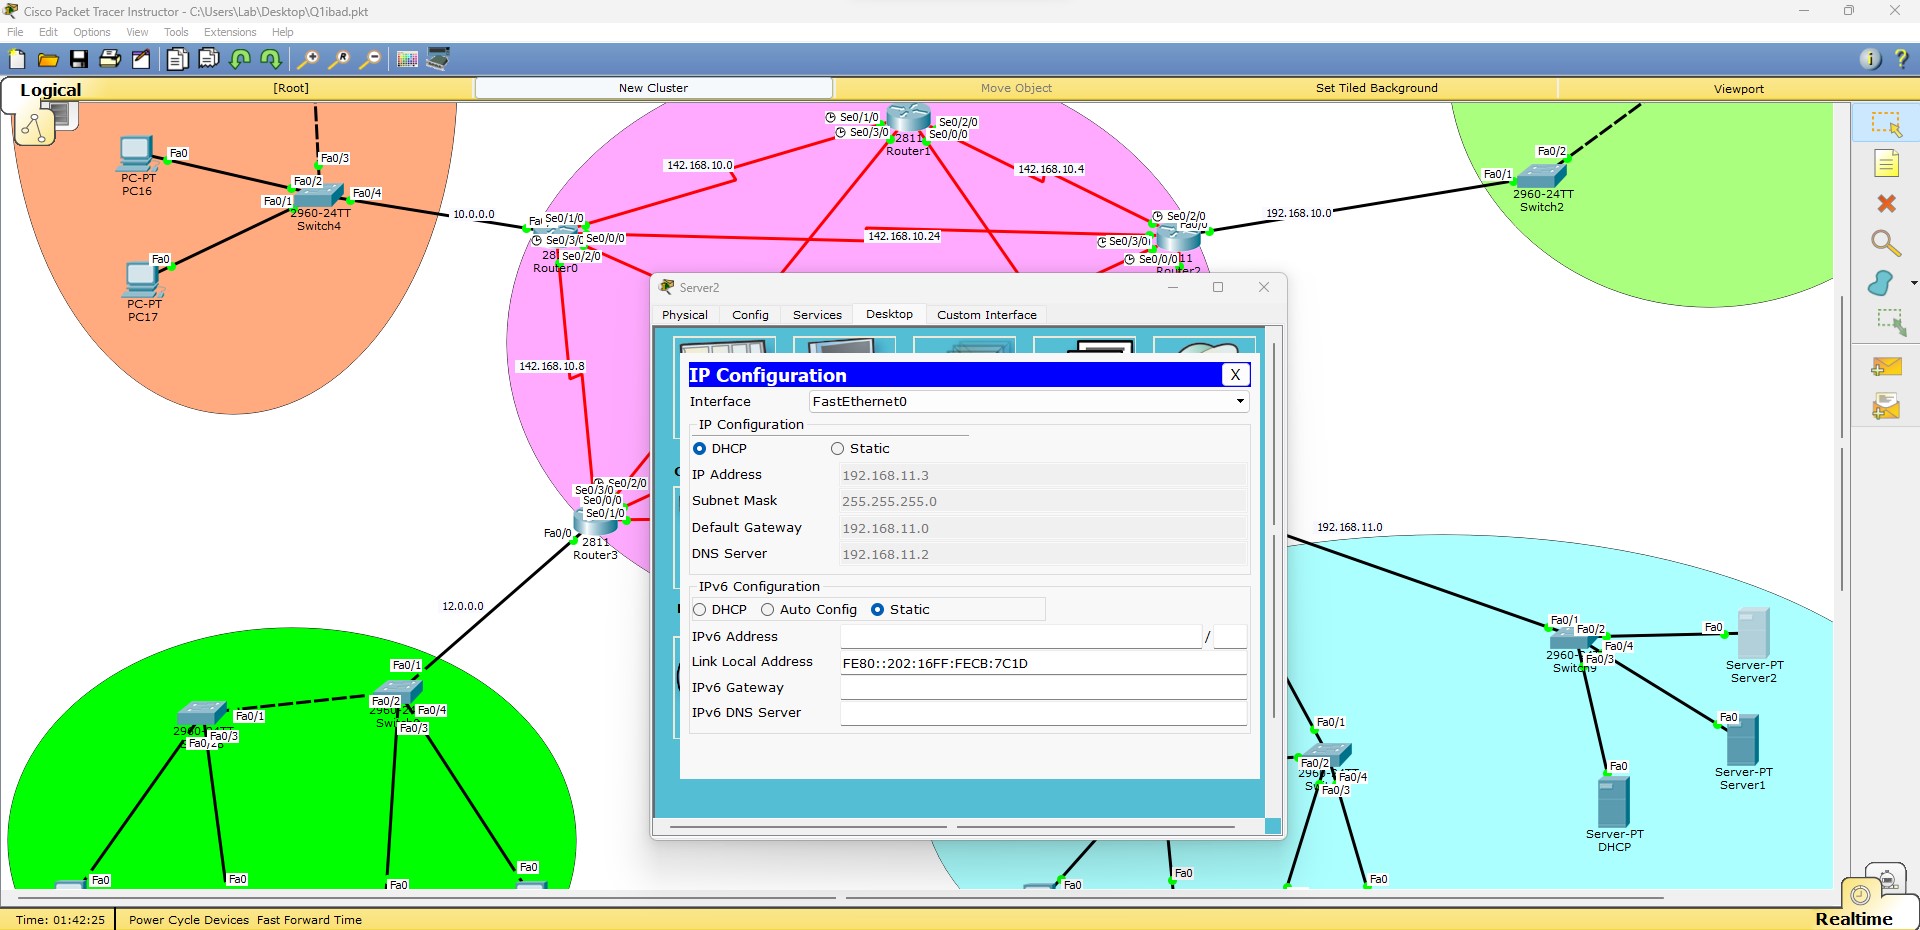 Cisco Packet Tracer Instructor - C:\Users\Lab\Desktop\Q1ibad.pkt
File Edit Options View Tools Extensions Help
Logical [Root] New Cluster Move Object Set Tiled Background Viewport
PC-PT
PC16
Fa0
Fa0/3
Fa0/2
Fa0/1
Fa0/4
2960-24TT
Switch4
PC-PT
PC17
Fa0
10.0.0.0
Se0/1/0
Se0/3/0
Se0/0/0
Se0/2/0
Router0
142.168.10.0
Se0/1/0
Se0/3/0
Se0/2/0
Se0/0/0
2811
Router1
142.168.10.4
142.168.10.24
Se0/2/0
Fa0/0
Se0/3/0
Se0/0/0
Router2
192.168.10.0
Fa0/2
Fa0/1
2960-24TT
Switch2
142.168.10.8
Se0/2/0
Se0/3/0
Se0/0/0
Se0/1/0
Fa0/0
2811
Router3
12.0.0.0
Fa0/1
Fa0/2
Fa0/4
Fa0/3
Fa0/1
Fa0/3
Fa0
Fa0
Fa0
Fa0
Server2
Physical Config Services Desktop Custom Interface
IP Configuration X
Interface FastEthernet0
IP Configuration
DHCP Static
IP Address 192.168.11.3
Subnet Mask 255.255.255.0
Default Gateway 192.168.11.0
DNS Server 192.168.11.2
IPv6 Configuration
DHCP Auto Config Static
IPv6 Address /
Link Local Address FE80::202:16FF:FECB:7C1D
IPv6 Gateway
IPv6 DNS Server
192.168.11.0
Fa0/1
Fa0/2
Fa0/4
Fa0/3
Switch9
Fa0
Server-PT
Server2
Fa0
Server-PT
Server1
Fa0
Server-PT
DHCP
Fa0/1
Fa0/2
Fa0/4
Fa0/3
Fa0
Fa0
Fa0
Time: 01:42:25 Power Cycle Devices Fast Forward Time
Realtime